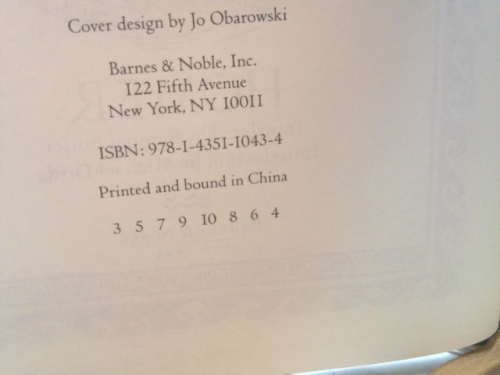 Cover design by Jo Obarowski
Barnes & Noble, Inc.
122 Fifth Avenue
New York, NY 10011
ISBN: 978-1-4351-1043-4
Printed and bound in China
3 5 7 9 10 8 6 4